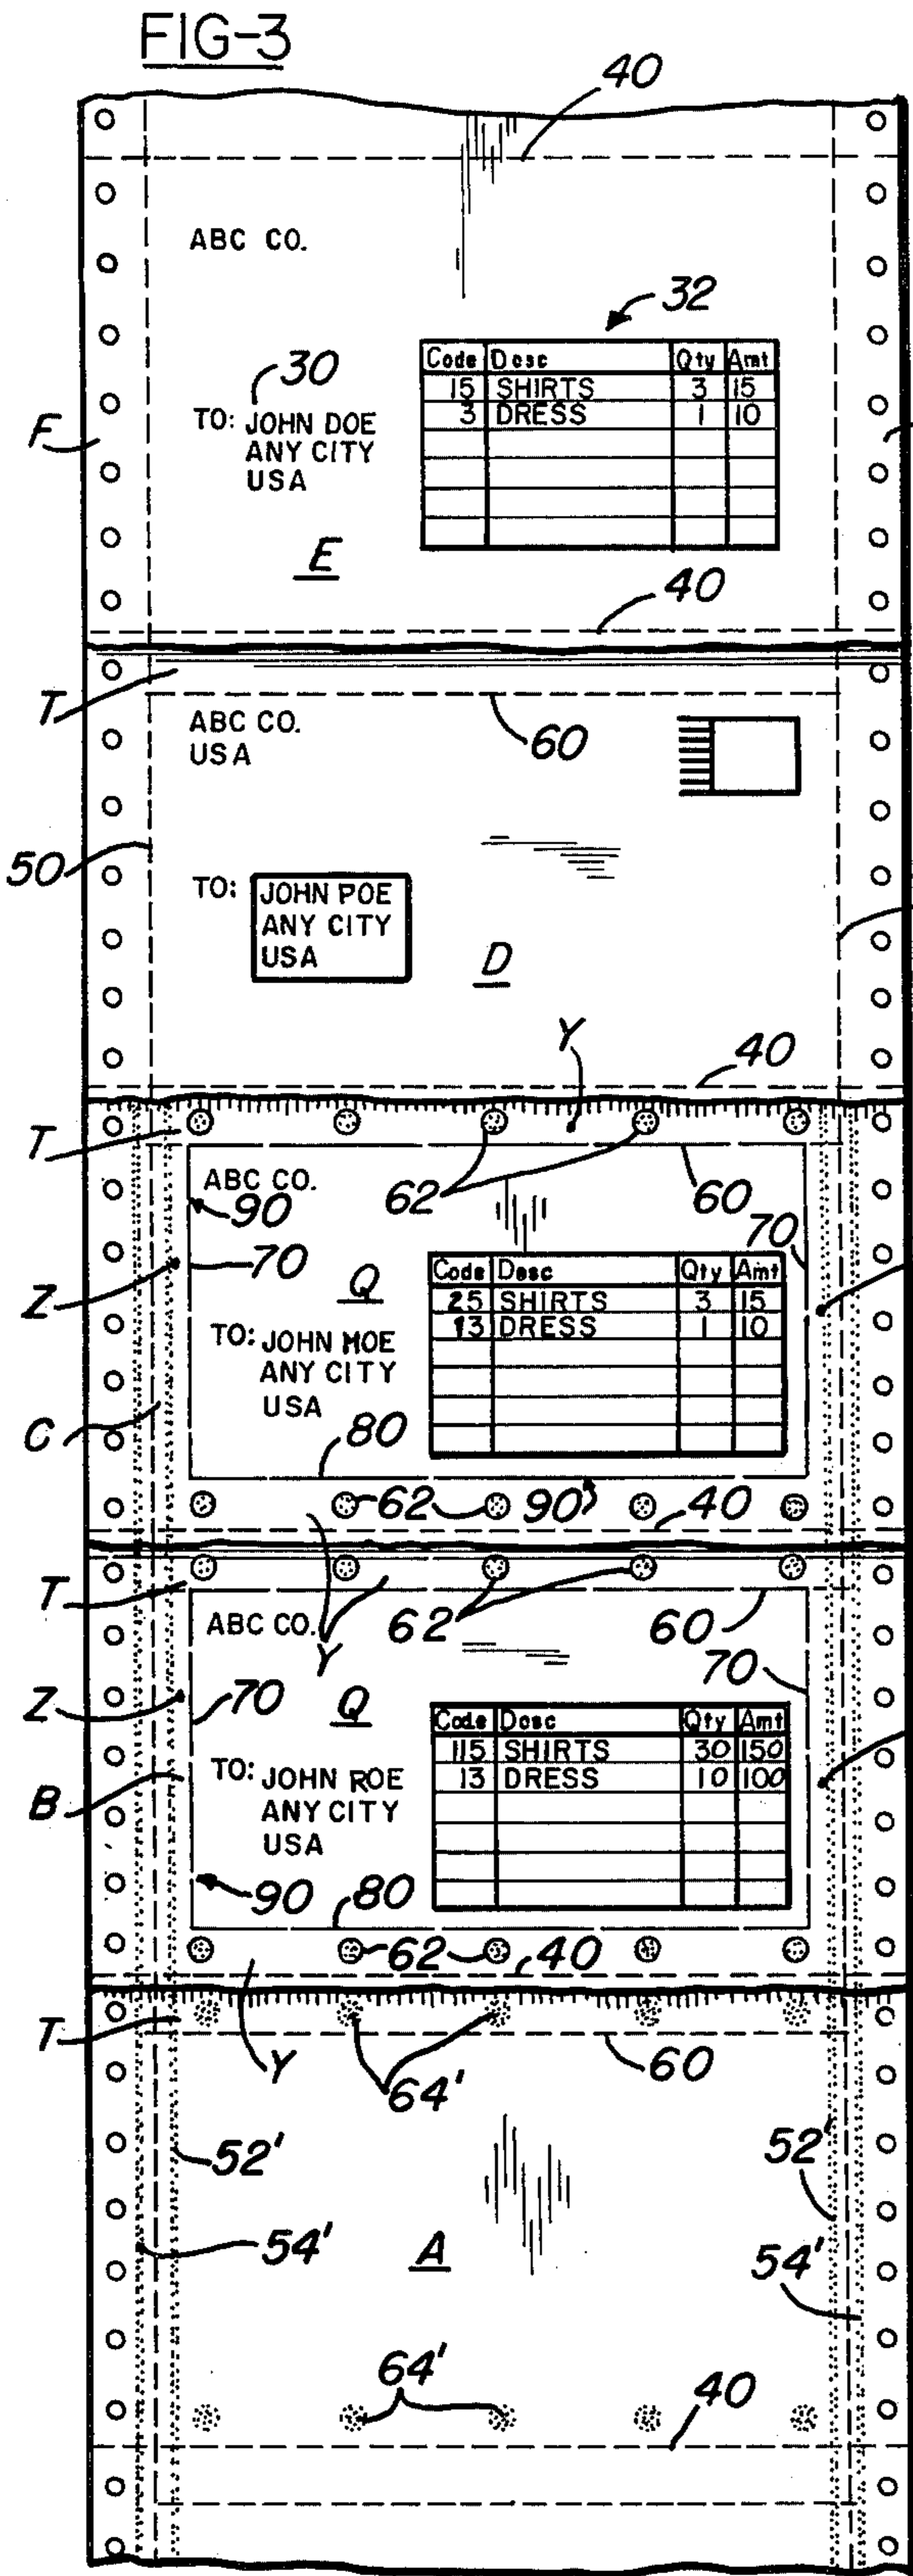 FIG-3
40
ABC CO.
32
Code Desc Qty Amt
30
15 SHIRTS 3 15
TO: JOHN DOE
3 DRESS 1 10
F
ANY CITY
USA
E
40
T
ABC CO.
60
USA
50
TO: JOHN POE
ANY CITY
USA
D
Y
40
T
62
60
ABC CO.
90
70
70
Z
Q
Code Desc Qty Amt
25 SHIRTS 3 15
13 DRESS 1 10
TO: JOHN MOE
ANY CITY
USA
C
80
62
90
40
T
Y
62
60
ABC CO.
70
70
Z
Q
Code Desc Qty Amt
115 SHIRTS 30 150
13 DRESS 10 100
TO: JOHN ROE
B
ANY CITY
USA
90
80
62
40
T
Y
64'
60
52'
52'
54'
A
54'
64'
40